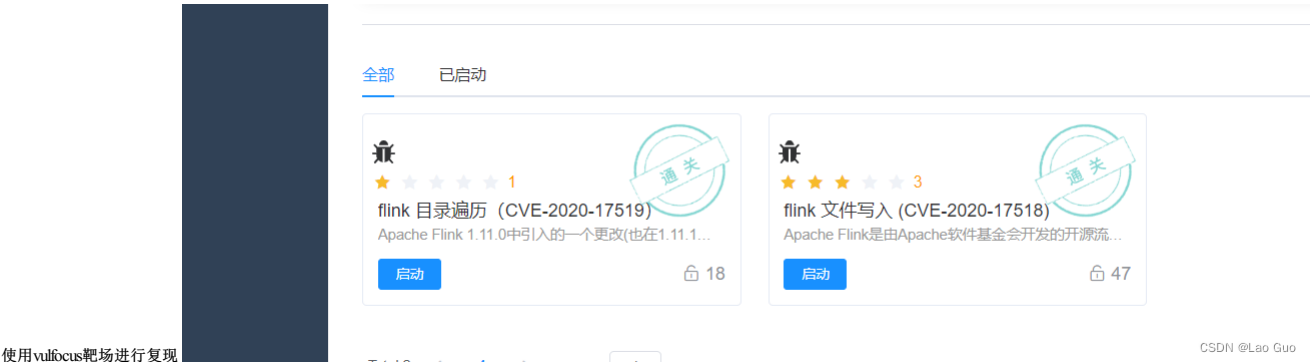 全部 已启动
通关 通关
1 3
flink 目录遍历（CVE-2020-17519） flink 文件写入 (CVE-2020-17518)
Apache Flink 1.11.0中引入的一个更改(也在1.11.1... Apache Flink是由Apache软件基金会开发的开源流...
启动 18 启动 47
使用vulfocus靶场进行复现
CSDN @Lao Guo